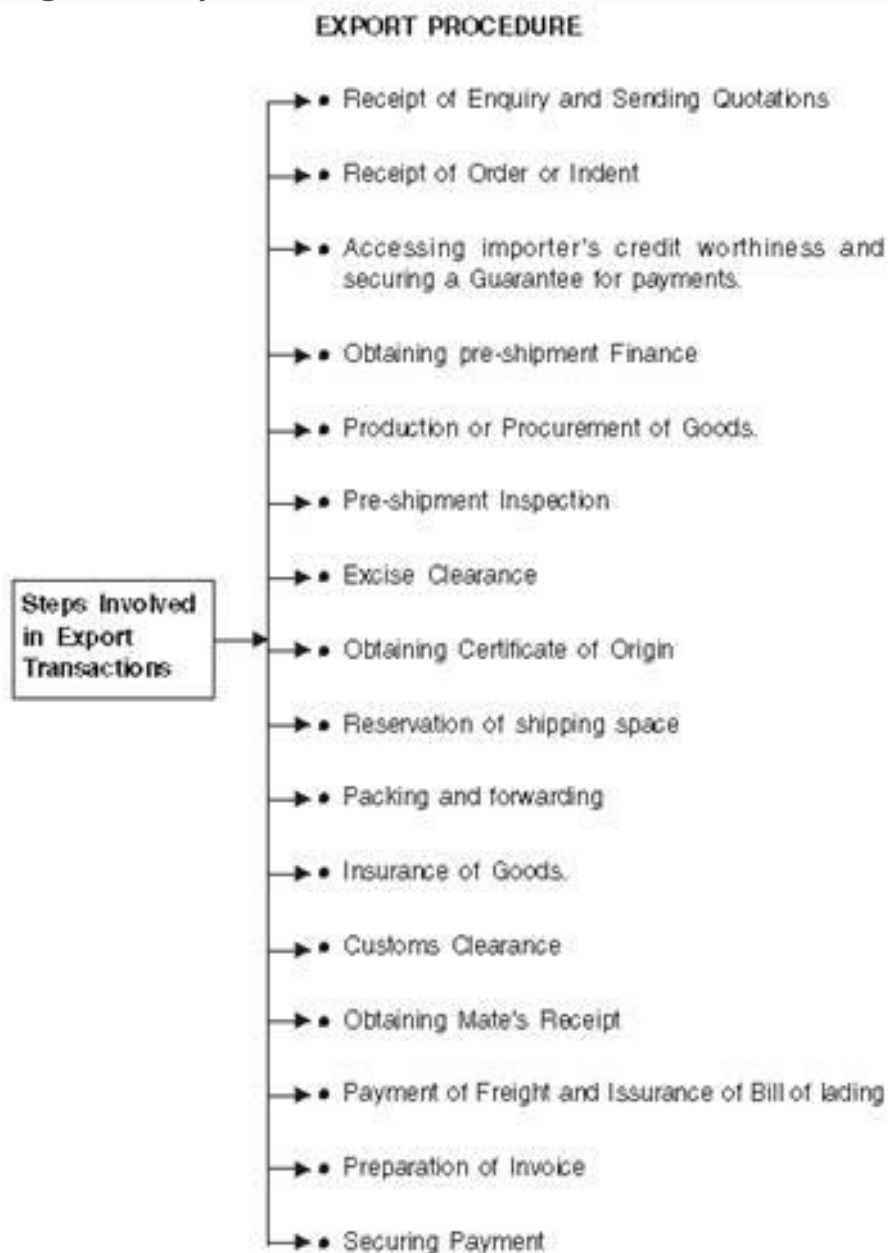 EXPORT PROCEDURE
• Receipt of Enquiry and Sending Quotations
• Receipt of Order or Indent
• Accessing importer's credit worthiness and
securing a Guarantee for payments.
• Obtaining pre-shipment Finance
• Production or Procurement of Goods.
• Pre-shipment Inspection
• Excise Clearance
Steps Involved
in Export
Transactions
• Obtaining Certificate of Origin
• Reservation of shipping space
• Packing and forwarding
• Insurance of Goods.
• Customs Clearance
• Obtaining Mate's Receipt
• Payment of Freight and Issurance of Bill of lading
• Preparation of Invoice
• Securing Payment